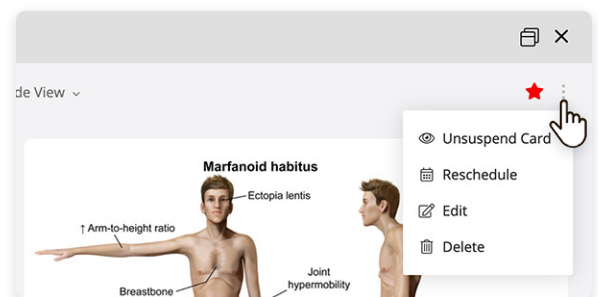 de View
Unsuspend Card
Reschedule
Edit
Delete
Marfanoid habitus
Ectopia lentis
↑ Arm-to-height ratio
Joint
hypermobility
Breastbone